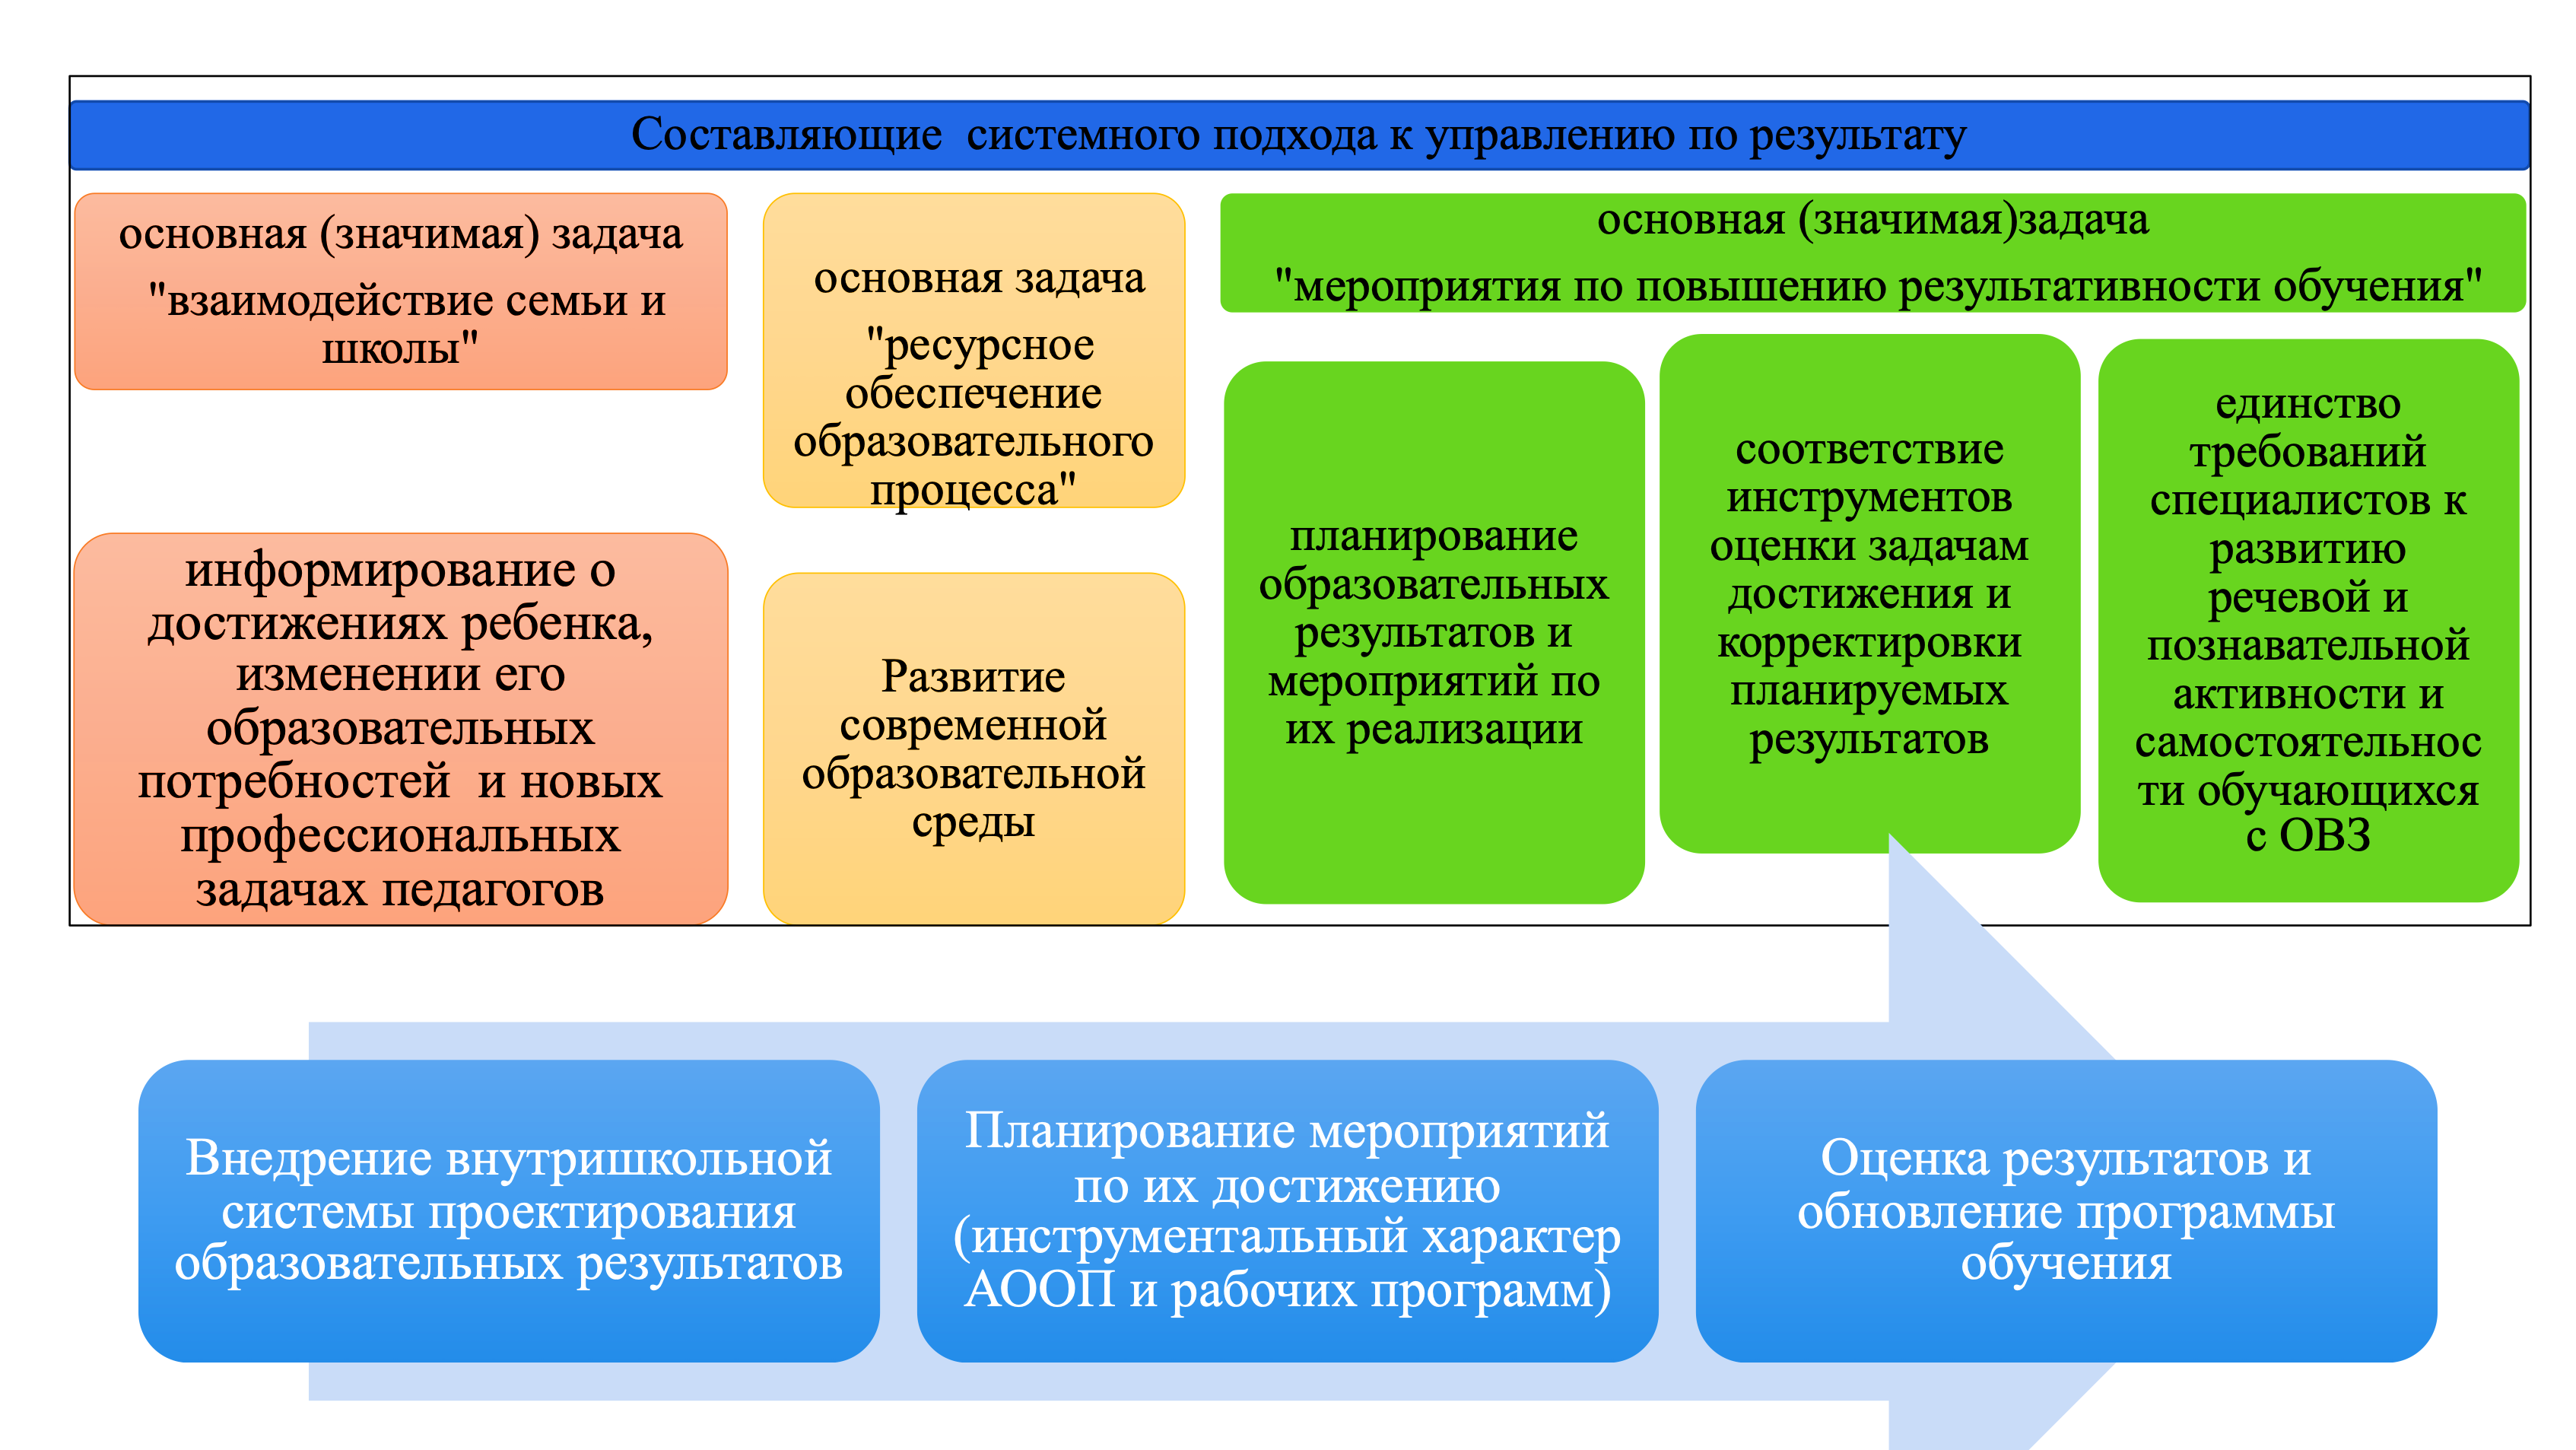 Составляющие  системного подхода к управлению по результату
основная (значимая) задача
"взаимодействие семьи и
школы"
информирование о
достижениях ребенка,
изменении его
образовательных
потребностей  и новых
профессиональных
задачах педагогов
основная задача
"ресурсное
обеспечение
образовательного
процесса"
Развитие
современной
образовательной
среды
основная (значимая)задача
"мероприятия по повышению результативности обучения"
планирование
образовательных
результатов и
мероприятий по
их реализации
соответствие
инструментов
оценки задачам
достижения и
корректировки
планируемых
результатов
единство
требований
специалистов к
развитию
речевой и
познавательной
активности и
самостоятельнос
ти обучающихся
с ОВЗ
Внедрение внутришкольной
системы проектирования
образовательных результатов
Планирование мероприятий
по их достижению
(инструментальный характер
АООП и рабочих программ)
Оценка результатов и
обновление программы
обучения